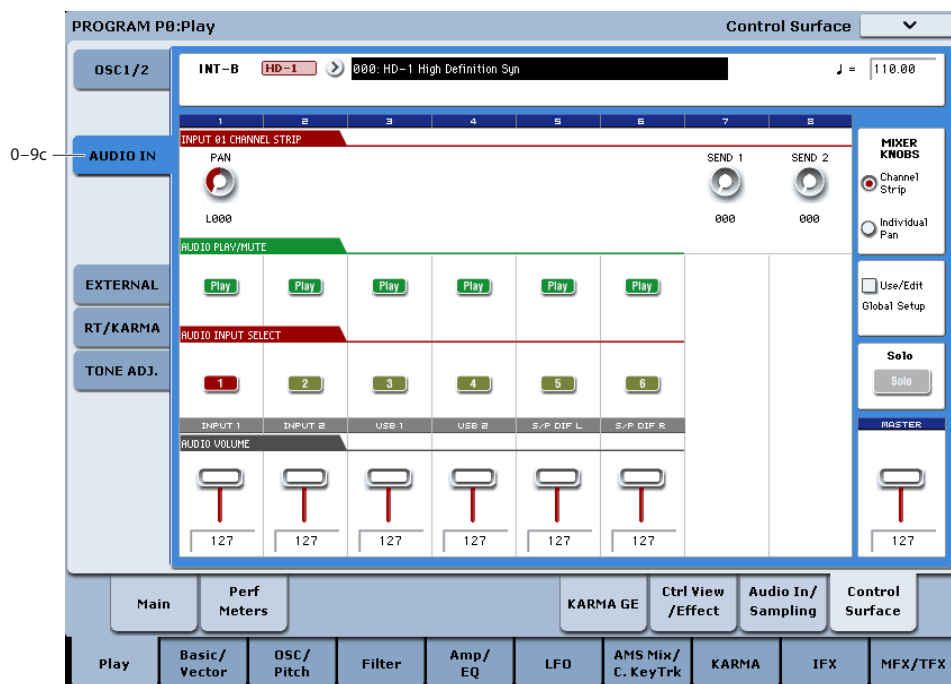 PROGRAM P0:Play
Control Surface
OSC1/2
INT-B
HD-1
000: HD-1 High Definition Syn
♩ =
110.00
1 2 3 4 5 6 7 8
0–9c
AUDIO IN
INPUT 01 CHANNEL STRIP
PAN
SEND 1
SEND 2
L000
000
000
MIXER
KNOBS
Channel
Strip
Individual
Pan
AUDIO PLAY/MUTE
EXTERNAL
Play Play Play Play Play Play
Use/Edit
Global Setup
RT/KARMA
AUDIO INPUT SELECT
TONE ADJ.
1 2 3 4 5 6
Solo
Solo
INPUT 1 INPUT 2 USB 1 USB 2 S/P DIF L S/P DIF R
MASTER
AUDIO VOLUME
127 127 127 127 127 127
127
Main
Perf
Meters
KARMA GE
Ctrl View
/Effect
Audio In/
Sampling
Control
Surface
Play
Basic/
Vector
OSC/
Pitch
Filter
Amp/
EQ
LFO
AMS Mix/
C. KeyTrk
KARMA
IFX
MFX/TFX